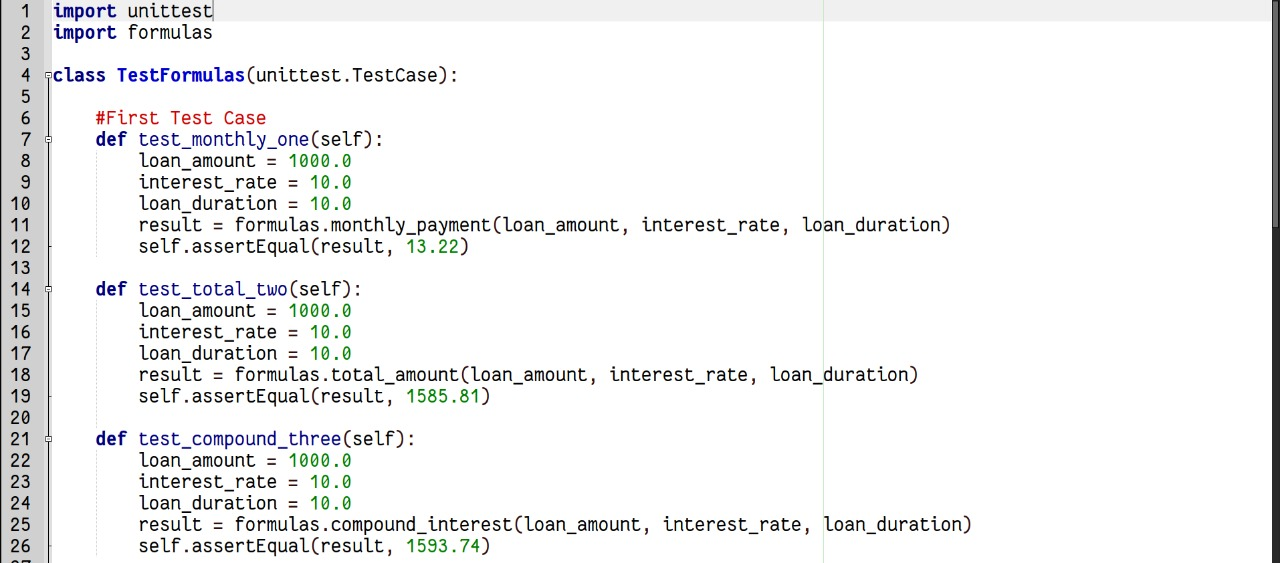 1 import unittest
2 import formulas
3
4 class TestFormulas(unittest.TestCase):
5
6     #First Test Case
7     def test_monthly_one(self):
8         loan_amount = 1000.0
9         interest_rate = 10.0
10         loan_duration = 10.0
11         result = formulas.monthly_payment(loan_amount, interest_rate, loan_duration)
12         self.assertEqual(result, 13.22)
13
14     def test_total_two(self):
15         loan_amount = 1000.0
16         interest_rate = 10.0
17         loan_duration = 10.0
18         result = formulas.total_amount(loan_amount, interest_rate, loan_duration)
19         self.assertEqual(result, 1585.81)
20
21     def test_compound_three(self):
22         loan_amount = 1000.0
23         interest_rate = 10.0
24         loan_duration = 10.0
25         result = formulas.compound_interest(loan_amount, interest_rate, loan_duration)
26         self.assertEqual(result, 1593.74)